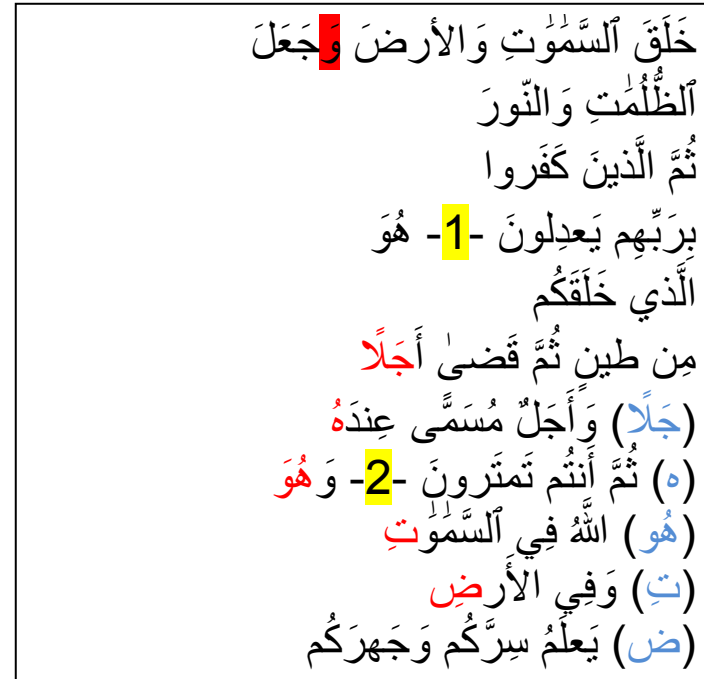 خَلَقَ ٱلسَّمَٰوَٰتِ وَالأرضَ وَجَعَلَ
ٱلظُّلُمَٰتِ وَالنّورَ
ثُمَّ الَّذينَ كَفَروا
بِرَبِّهِم يَعدِلونَ -1- هُوَ
الَّذي خَلَقَكُم
مِن طينٍ ثُمَّ قَضىٰ أَجَلًا
(جَلًا) وَأَجَلٌ مُسَمًّى عِندَهُ
(ه) ثُمَّ أَنتُم تَمتَرونَ -2- وَهُوَ
(هُو) اللَّهُ فِي ٱلسَّمَٰوَٰتِ
(تِ) وَفِي الأَرضِ
(ض) يَعلَمُ سِرَّكُم وَجَهرَكُم